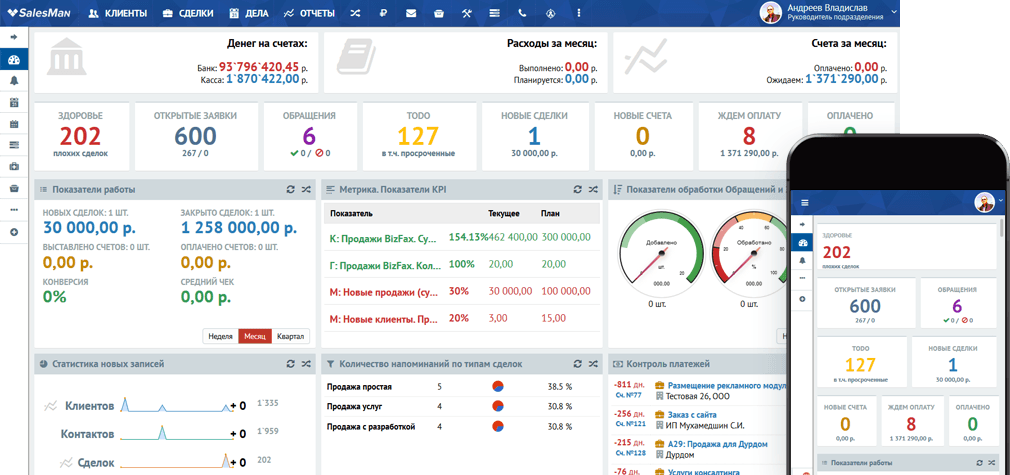 SalesMan КЛИЕНТЫ СДЕЛКИ ДЕЛА ОТЧЕТЫ
Андреев Владислав
Руководитель подразделения
Денег на счетах:
Банк: 93`796`420,45 р.
Касса: 1`870`422,00 р.
Расходы за месяц:
Выполнено: 0,00 р.
Планируется: 0,00 р.
Счета за месяц:
Оплачено: 0,00 р.
Ожидаем: 1`371`290,00 р.
ЗДОРОВЬЕ
202
плохих сделок
ОТКРЫТЫЕ ЗАЯВКИ
600
267 / 0
ОБРАЩЕНИЯ
6
0 / 0
TODO
127
в т.ч. просроченные
НОВЫЕ СДЕЛКИ
1
30 000,00 р.
НОВЫЕ СЧЕТА
0
0,00 р.
ЖДЕМ ОПЛАТУ
8
1 371 290,00 р.
ОПЛАЧЕНО
Показатели работы
НОВЫХ СДЕЛОК: 1 ШТ.
30 000,00 р.
ЗАКРЫТО СДЕЛОК: 1 ШТ.
1 258 000,00 р.
ВЫСТАВЛЕНО СЧЕТОВ: 0 ШТ.
0,00 р.
ОПЛАЧЕНО СЧЕТОВ: 0 ШТ.
0,00 р.
КОНВЕРСИЯ
0%
СРЕДНИЙ ЧЕК
0,00 р.
Неделя Месяц Квартал
Метрика. Показатели KPI
Показатель Текущее План
К: Продажи BizFax. Су... 154.13% 462 400,00 300 000,00
Г: Продажи BizFax. Кол... 100% 20,00 20,00
М: Новые продажи (су... 30% 30 000,00 100 000,00
М: Новые клиенты. Пр... 20% 3,00 15,00
Показатели обработки Обращений и
Добавлено
шт.
000.00
0 шт.
Обработано
%
000.00
0 шт.
Статистика новых записей
Клиентов + 0 1`335
Контактов + 0 1`959
Сделок + 0 202
Количество напоминаний по типам сделок
Продажа простая 5 38.5 %
Продажа услуг 4 30.8 %
Продажа с разработкой 4 30.8 %
Контроль платежей
-811 дн. Размещение рекламного модул
Сч. №77 Тестовая 26, ООО
-256 дн. Заказ с сайта
Сч. №121 ИП Мухамедшин С.И.
-215 дн. А29: Продажа для Дурдом
Сч. №128 Дурдом
-76 дн. Услуги консалтинга
ЗДОРОВЬЕ
202
плохих сделок
ОТКРЫТЫЕ ЗАЯВКИ
600
267 / 0
ОБРАЩЕНИЯ
6
0 / 0
TODO
127
в т.ч. просроченные
НОВЫЕ СДЕЛКИ
1
30 000,00 р.
НОВЫЕ СЧЕТА
0
0,00 р.
ЖДЕМ ОПЛАТУ
8
1 371 290,00 р.
ОПЛАЧЕНО
0
0,00 р.
Показатели работы